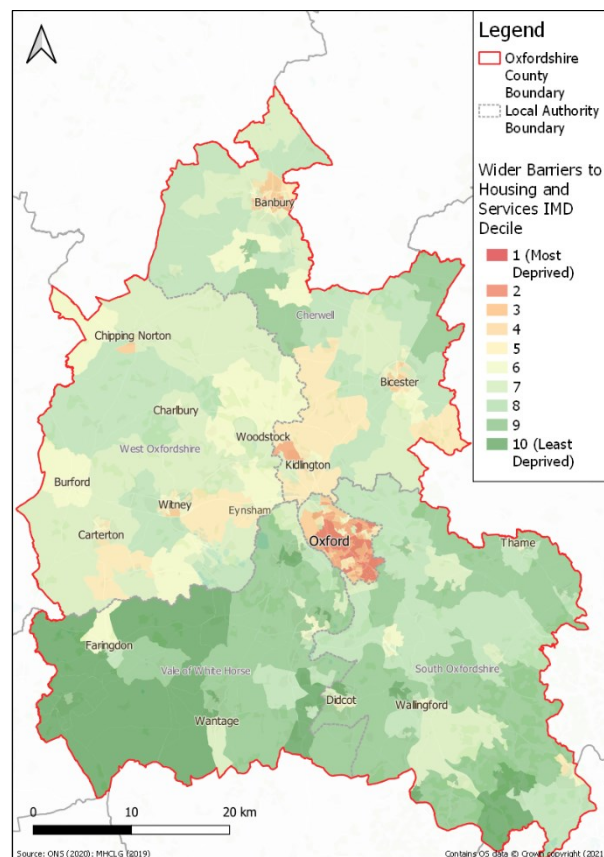 Legend
Oxfordshire
County
Boundary
Local Authority
Boundary
Wider Barriers to
Housing and
Services IMD
Decile
1 (Most
Deprived)
2
3
4
5
6
7
8
9
10 (Least
Deprived)
Banbury
Cherwell
Chipping Norton
Bicester
Charlbury
Woodstock
West Oxfordshire
Kidlington
Burford
Witney
Eynsham
Carterton
Oxford
Thame
Faringdon
Vale of White Horse
South Oxfordshire
Didcot
Wallingford
Wantage
0 10 20 km
Source: ONS (2020); MHCLG (2019)
Contains OS data © Crown copyright (2021